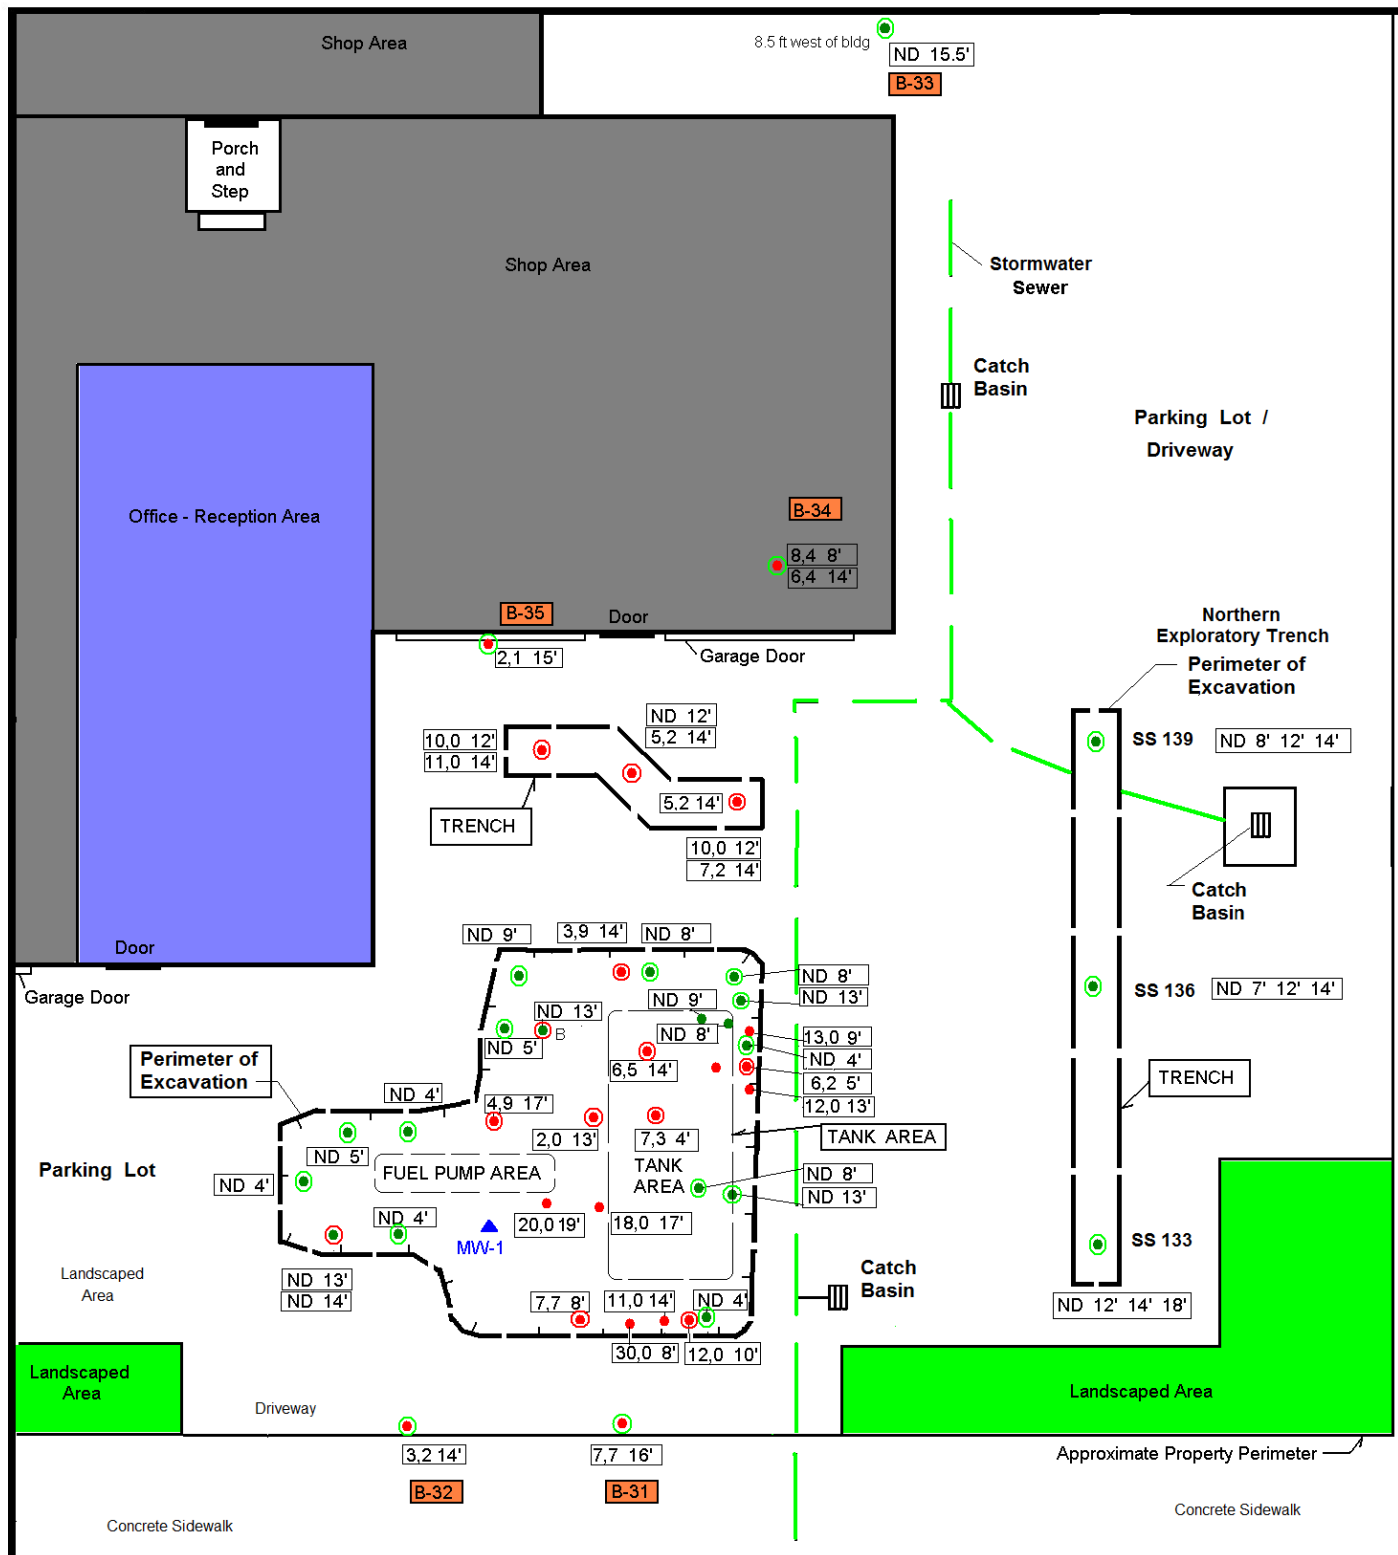 Shop Area
8.5 ft west of bldg
ND 15.5'
B-33
Porch
and
Step
Shop Area
Stormwater
Sewer
Catch
Basin
Parking Lot /
Driveway
Office - Reception Area
B-34
8,4 8'
6,4 14'
B-35
Door
2,1 15'
Garage Door
Northern
Exploratory Trench
Perimeter of
Excavation
ND 12'
5,2 14'
10,0 12'
11,0 14'
SS 139
ND 8' 12' 14'
5,2 14'
TRENCH
10,0 12'
7,2 14'
Catch
Basin
Door
Garage Door
ND 9'
3,9 14'
ND 8'
ND 8'
ND 13'
SS 136
ND 7' 12' 14'
ND 9'
ND 13'
B
ND 8'
13,0 9'
ND 5'
ND 4'
Perimeter of
Excavation
6,5 14'
6,2 5'
TRENCH
ND 4'
4,9 17'
12,0 13'
2,0 13'
7,3 4'
TANK AREA
ND 5'
Parking Lot
FUEL PUMP AREA
TANK
AREA
ND 8'
ND 4'
ND 13'
ND 4'
20,0 19'
18,0 17'
MW-1
SS 133
Landscaped
Area
ND 13'
ND 14'
Catch
Basin
7,7 8'
11,0 14'
ND 4'
ND 12' 14' 18'
30,0 8'
12,0 10'
Landscaped
Area
Landscaped Area
Driveway
3,2 14'
7,7 16'
Approximate Property Perimeter
B-32
B-31
Concrete Sidewalk
Concrete Sidewalk